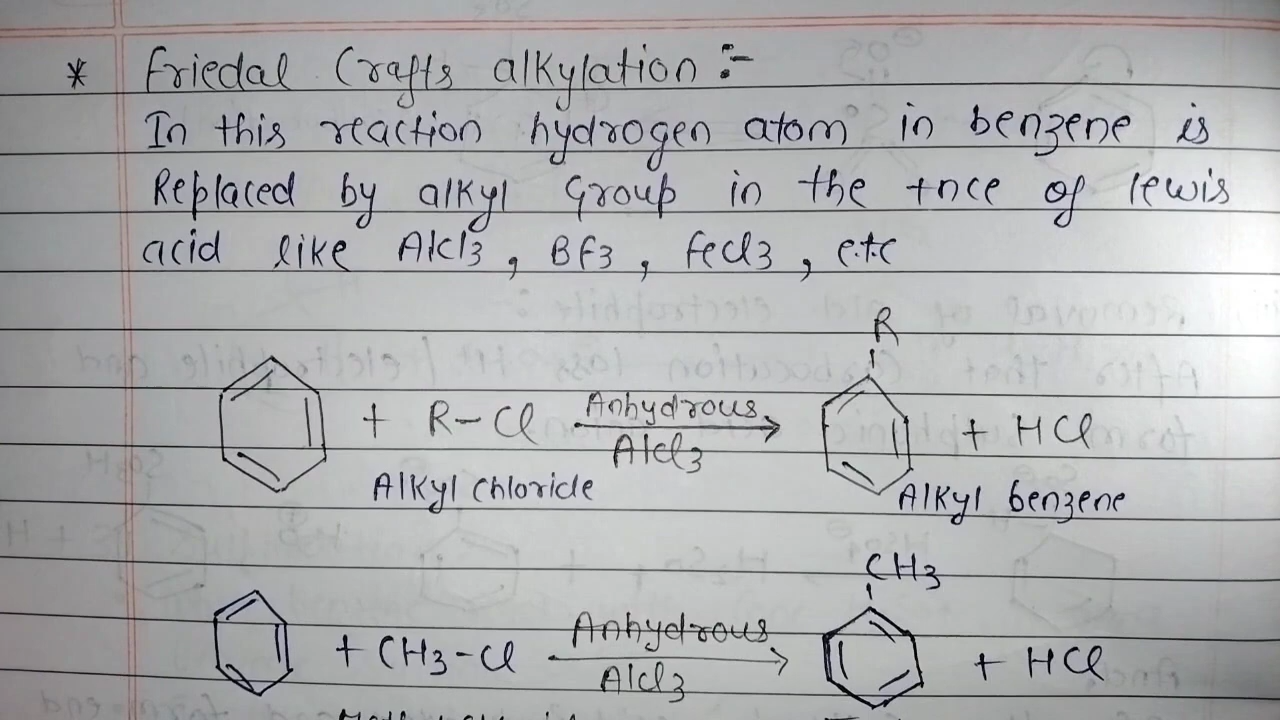 * Friedal Crafts alkylation :-
In this reaction hydrogen atom in benzene is
Replaced by alkyl Group in the +nce of lewis
acid like AlCl3, BF3, FeCl3, e.t.c
R
+ R-Cl Anhydrous AlCl3 + HCl
Alkyl chloride Alkyl benzene
CH3
+ CH3-Cl Anhydrous AlCl3 + HCl